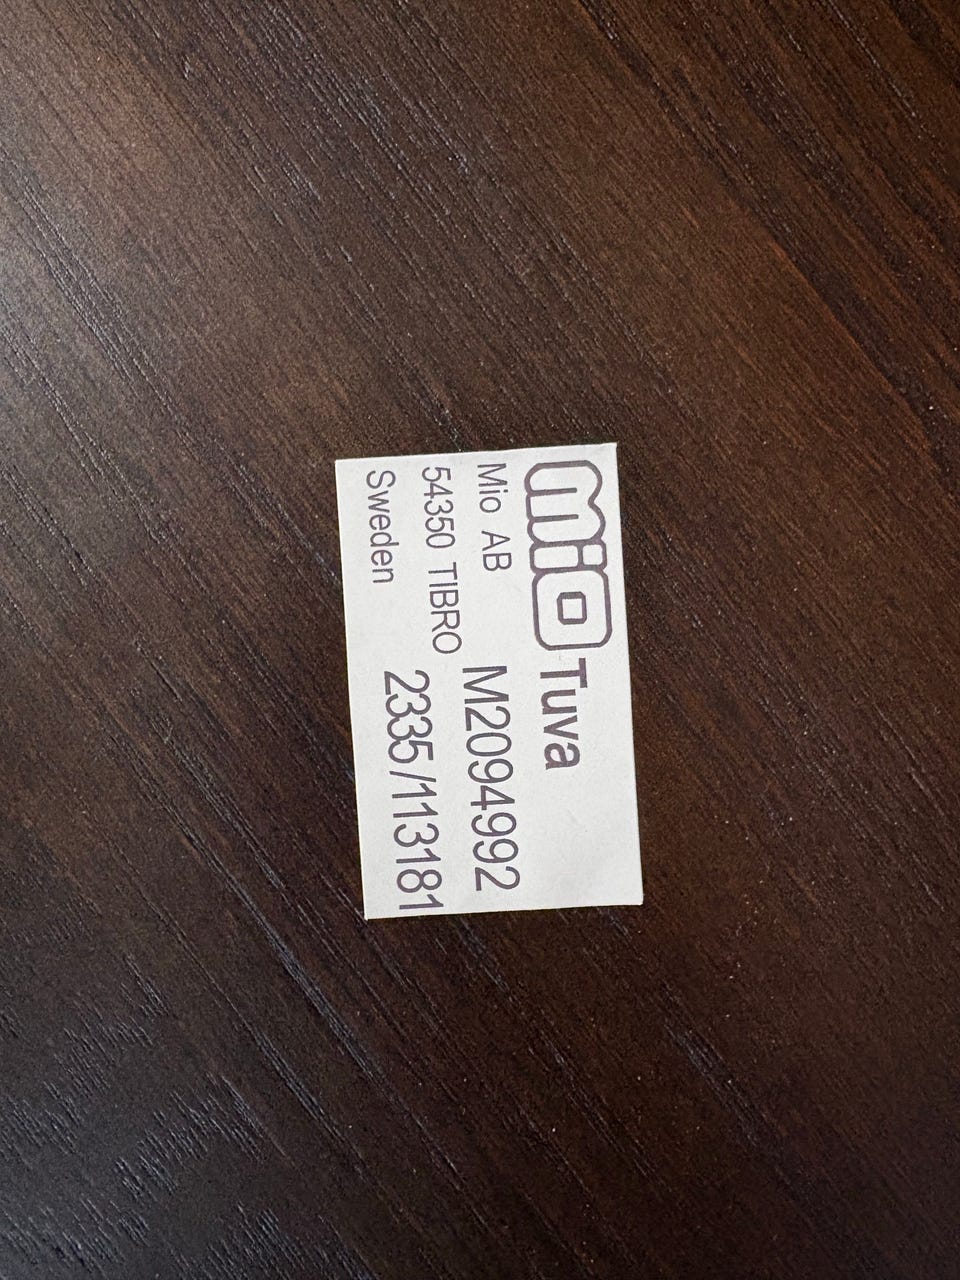 mio Tuva
Mio AB M2094992
54350 TIBRO
Sweden 2335/113181